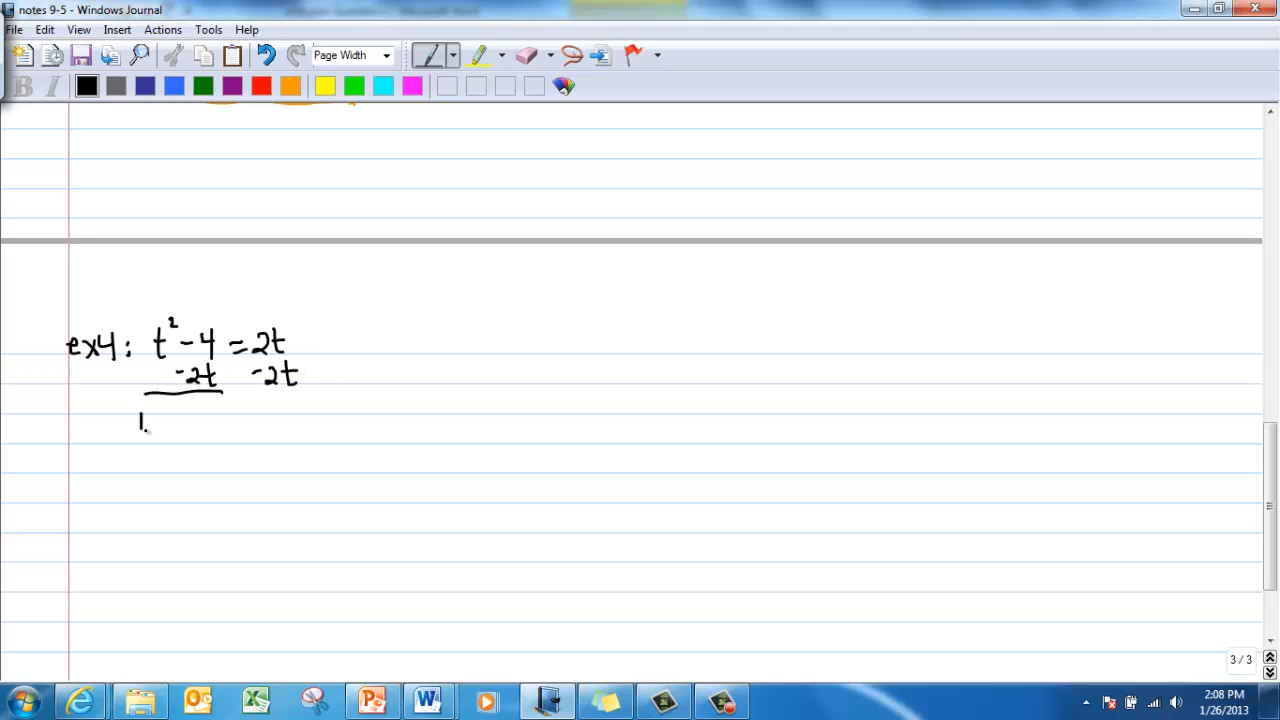 notes 9-5 - Windows Journal
File Edit View Insert Actions Tools Help
Page Width
B I
ex4: t² - 4 = 2t
-2t -2t
3 / 3
2:08 PM
1/26/2013